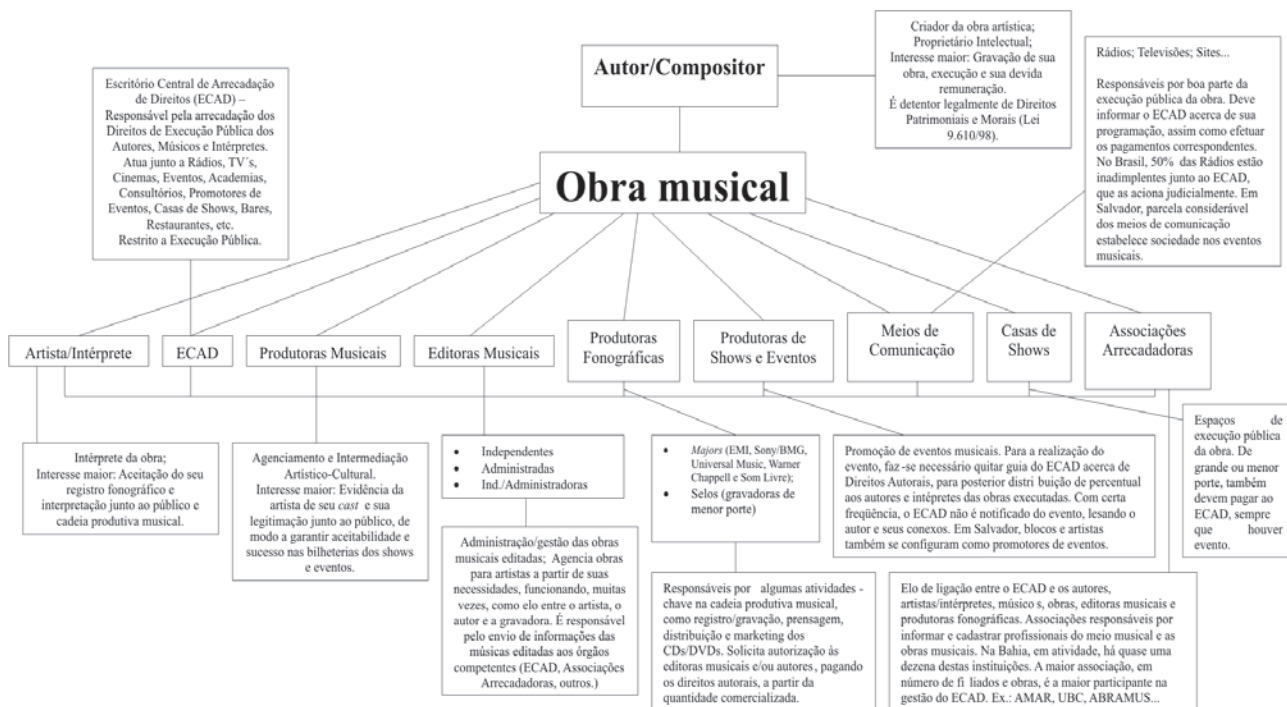 Autor/Compositor
Criador da obra artística;
Proprietário Intelectual;
Interesse maior: Gravação de sua
obra, execução e sua devida
remuneração.
É detentor legalmente de Direitos
Patrimoniais e Morais (Lei
9.610/98).
Rádios; Televisões; Sites...
Responsáveis por boa parte da
execução pública da obra. Deve
informar o ECAD acerca de sua
programação, assim como efetuar
os pagamentos correspondentes.
No Brasil, 50% das Rádios estão
inadimplentes junto ao ECAD,
que as aciona judicialmente. Em
Salvador, parcela considerável
dos meios de comunicação
estabelece sociedade nos eventos
musicais.
Escritório Central de Arrecadação
de Direitos (ECAD) –
Responsável pela arrecadação dos
Direitos de Execução Pública dos
Autores, Músicos e Intérpretes.
Atua junto a Rádios, TV´s,
Cinemas, Eventos, Academias,
Consultórios, Promotores de
Eventos, Casas de Shows, Bares,
Restaurantes, etc.
Restrito a Execução Pública.
Obra musical
Artista/Intérprete
ECAD
Produtoras Musicais
Editoras Musicais
Produtoras
Fonográficas
Produtoras de
Shows e Eventos
Meios de
Comunicação
Casas de
Shows
Associações
Arrecadadoras
Intérprete da obra;
Interesse maior: Aceitação do seu
registro fonográfico e
interpretação junto ao público e
cadeia produtiva musical.
Agenciamento e Intermediação
Artístico-Cultural.
Interesse maior: Evidência da
artista de seu cast e sua
legitimação junto ao público, de
modo a garantir aceitabilidade e
sucesso nas bilheterias dos shows
e eventos.
• Independentes
• Administradas
• Ind./Administradoras
Administração/gestão das obras
musicais editadas; Agencia obras
para artistas a partir de suas
necessidades, funcionando, muitas
vezes, como elo entre o artista, o
autor e a gravadora. É responsável
pelo envio de informações das
músicas editadas aos órgãos
competentes (ECAD, Associações
Arrecadadoras, outros.)
• Majors (EMI, Sony/BMG,
Universal Music, Warner
Chappell e Som Livre);
• Selos (gravadoras de
menor porte)
Responsáveis por algumas atividades -
chave na cadeia produtiva musical,
como registro/gravação, prensagem,
distribuição e marketing dos
CDs/DVDs. Solicita autorização às
editoras musicais e/ou autores, pagando
os direitos autorais, a partir da
quantidade comercializada.
Promoção de eventos musicais. Para a realização do
evento, faz -se necessário quitar guia do ECAD acerca de
Direitos Autorais, para posterior distri buição de percentual
aos autores e intépretes das obras executadas. Com certa
freqüência, o ECAD não é notificado do evento, lesando o
autor e seus conexos. Em Salvador, blocos e artistas
também se configuram como promotores de eventos.
Espaços de
execução pública
da obra. De
grande ou menor
porte, também
devem pagar ao
ECAD, sempre
que houver
evento.
Elo de ligação entre o ECAD e os autores,
artistas/intérpretes, músico s, obras, editoras musicais e
produtoras fonográficas. Associações responsáveis por
informar e cadastrar profissionais do meio musical e as
obras musicais. Na Bahia, em atividade, há quase uma
dezena destas instituições. A maior associação, em
número de fi liados e obras, é a maior participante na
gestão do ECAD. Ex.: AMAR, UBC, ABRAMUS...